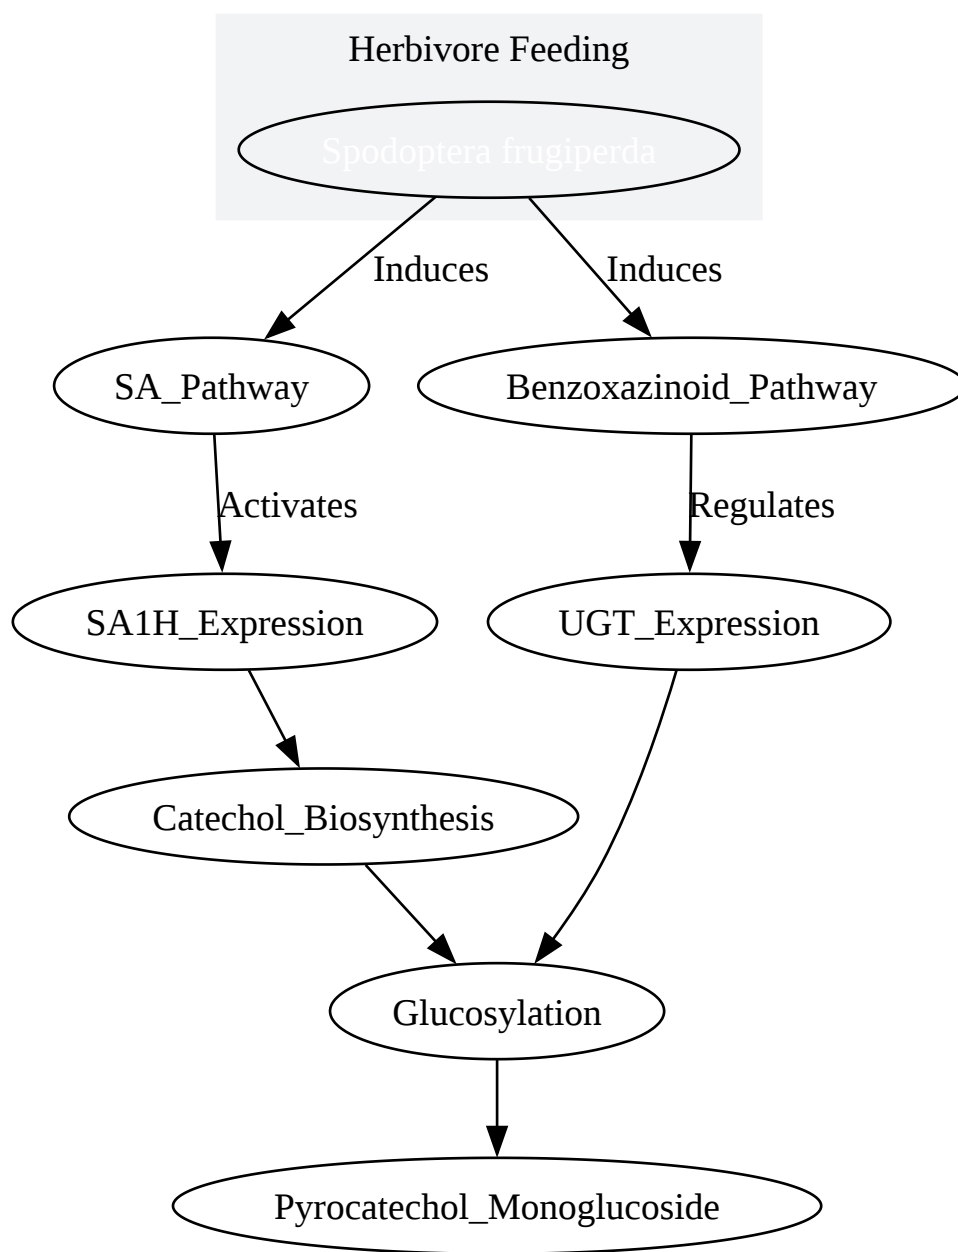 Herbivore Feeding
Spodoptera frugiperda
Induces
Induces
SA_Pathway
Benzoxazinoid_Pathway
Activates
Regulates
SA1H_Expression
UGT_Expression
Catechol_Biosynthesis
Glucosylation
Pyrocatechol_Monoglucoside